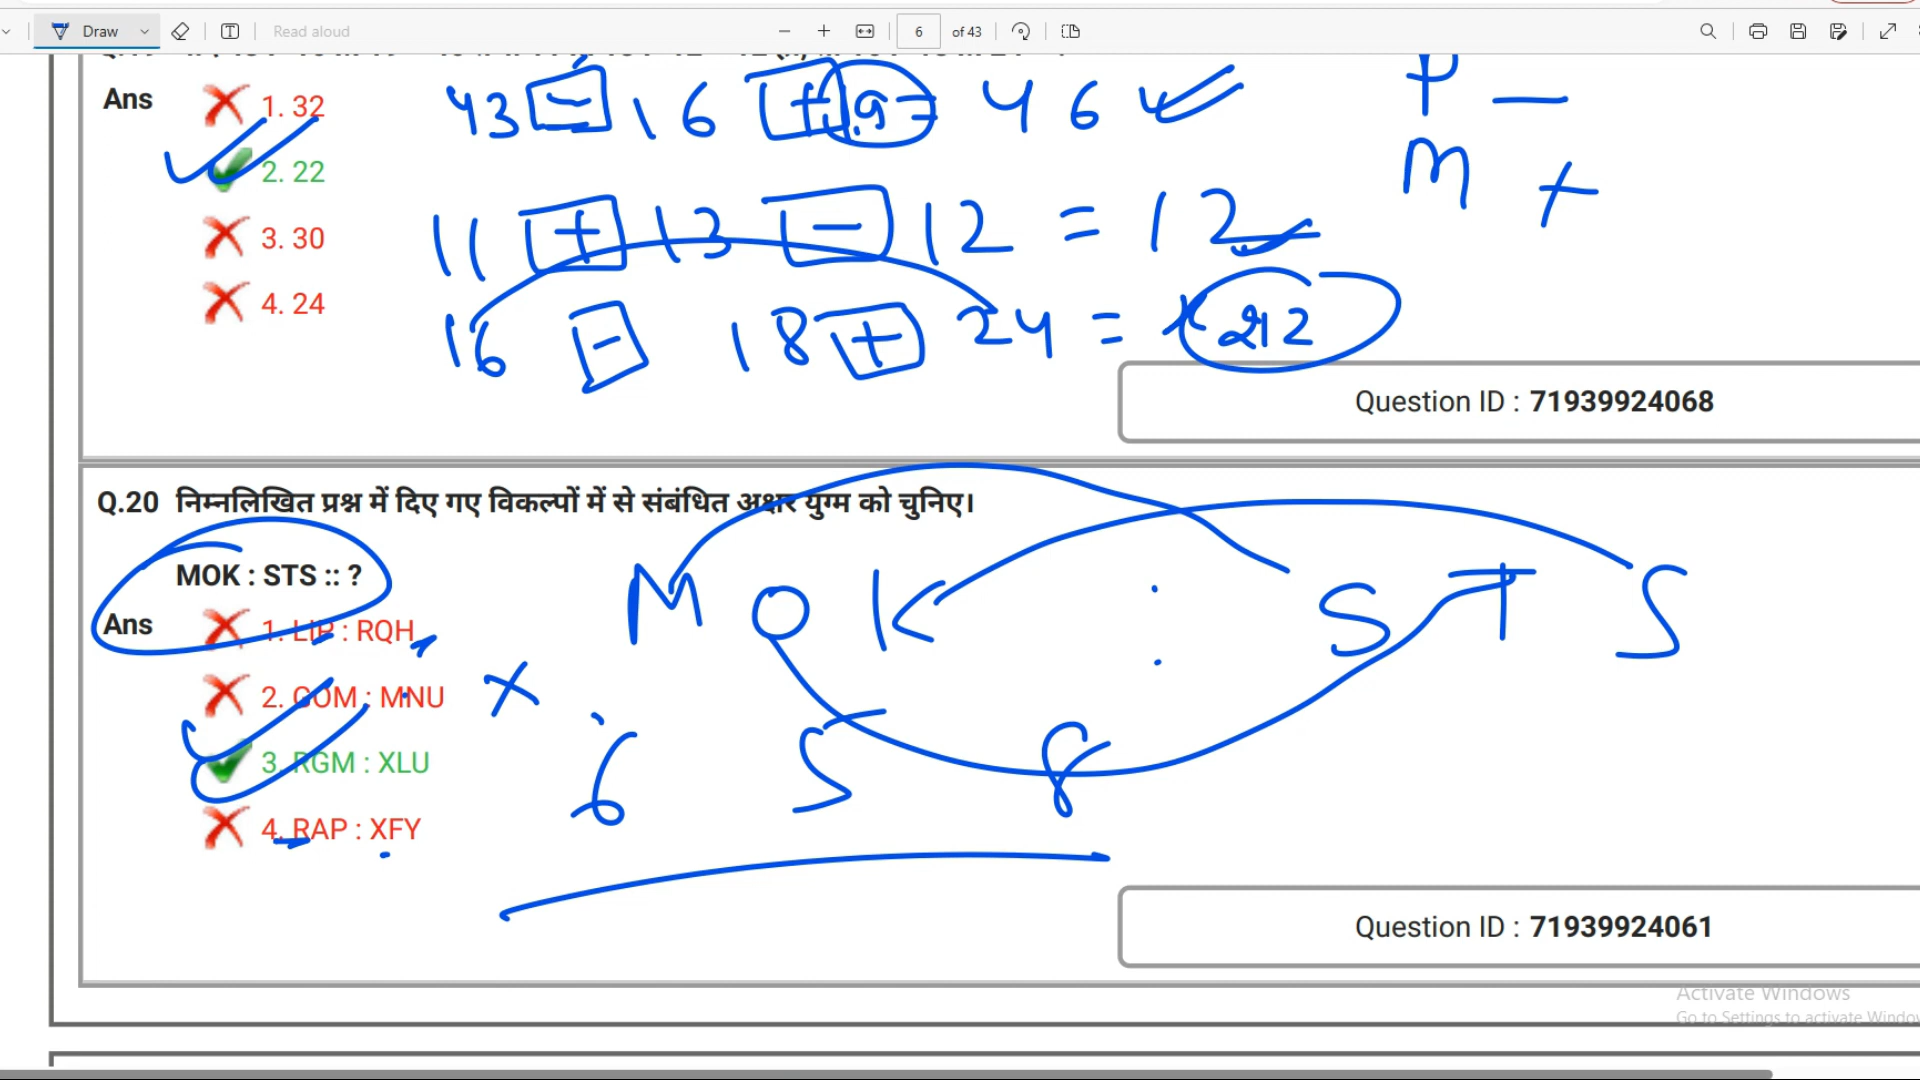 Draw
Read aloud
6 of 43
Ans
1. 32
2. 22
3. 30
4. 24
43 - 16 + 19 = 46
11 + 13 - 12 = 12
16 - 18 + 24 = 22
P -
M +
Question ID : 71939924068
Q.20 निम्नलिखित प्रश्न में दिए गए विकल्पों में से संबंधित अक्षर युग्म को चुनिए।
MOK : STS :: ?
Ans
1. LIP : RQH
2. GOM : MNU
3. RGM : XLU
4. RAP : XFY
M O K : S T S
6 5 8
Question ID : 71939924061
Activate Windows
Go to Settings to activate Windows